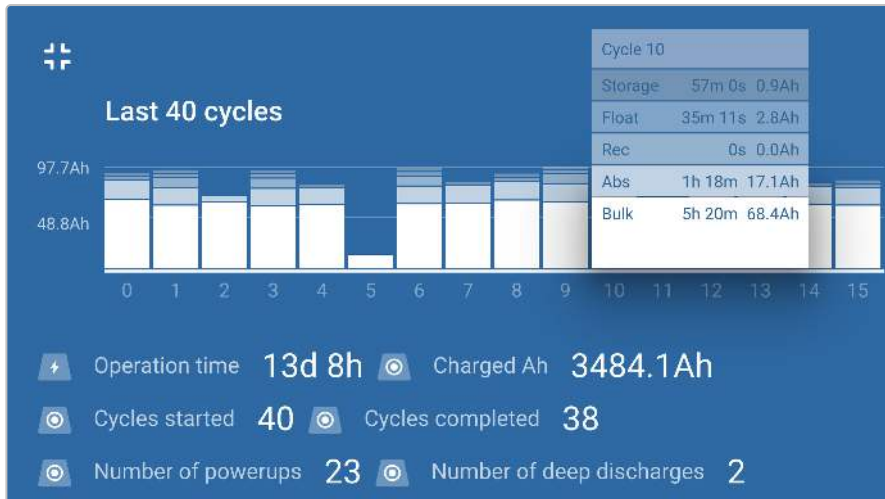 Cycle 10
Storage 57m 0s 0.9Ah
Last 40 cycles
Float 35m 11s 2.8Ah
Rec 0s 0.0Ah
97.7Ah
Abs 1h 18m 17.1Ah
Bulk 5h 20m 68.4Ah
48.8Ah
0 1 2 3 4 5 6 7 8 9 10 11 12 13 14 15
Operation time 13d 8h Charged Ah 3484.1Ah
Cycles started 40 Cycles completed 38
Number of powerups 23 Number of deep discharges 2